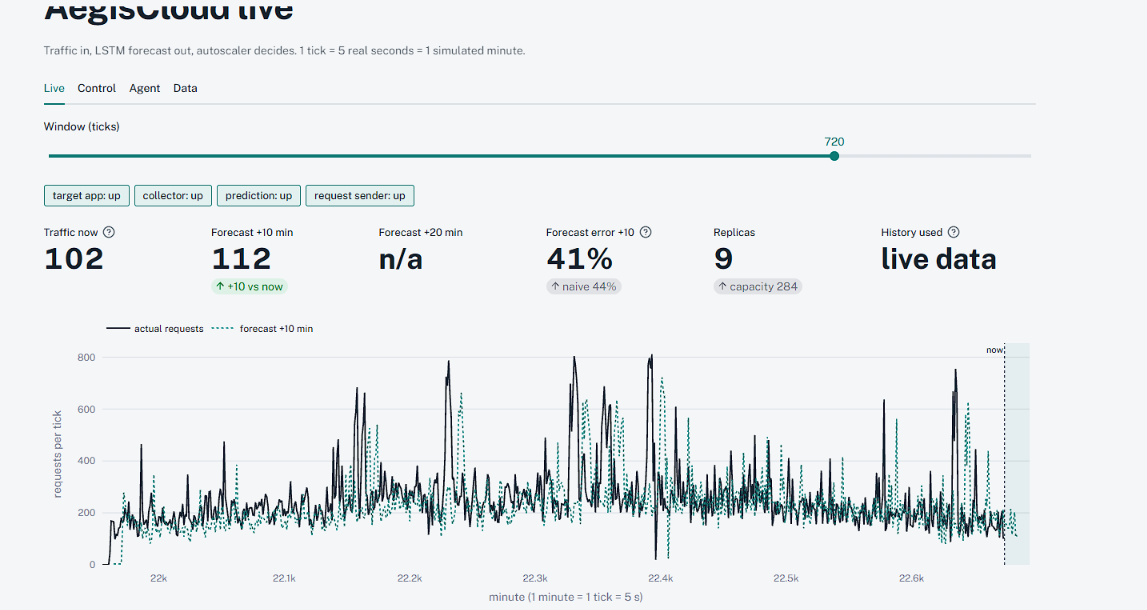 AegisCloud live
Traffic in, LSTM forecast out, autoscaler decides. 1 tick = 5 real seconds = 1 simulated minute.
Live Control Agent Data
Window (ticks)
720
target app: up collector: up prediction: up request sender: up
Traffic now Forecast +10 min Forecast +20 min Forecast error +10 Replicas History used
102 112 n/a 41% 9 live data
↑ +10 vs now ↑ naive 44% ↑ capacity 284
actual requests forecast +10 min
now
800
600
400
200
0
requests per tick
22k 22.1k 22.2k 22.3k 22.4k 22.5k 22.6k
minute (1 minute = 1 tick = 5 s)